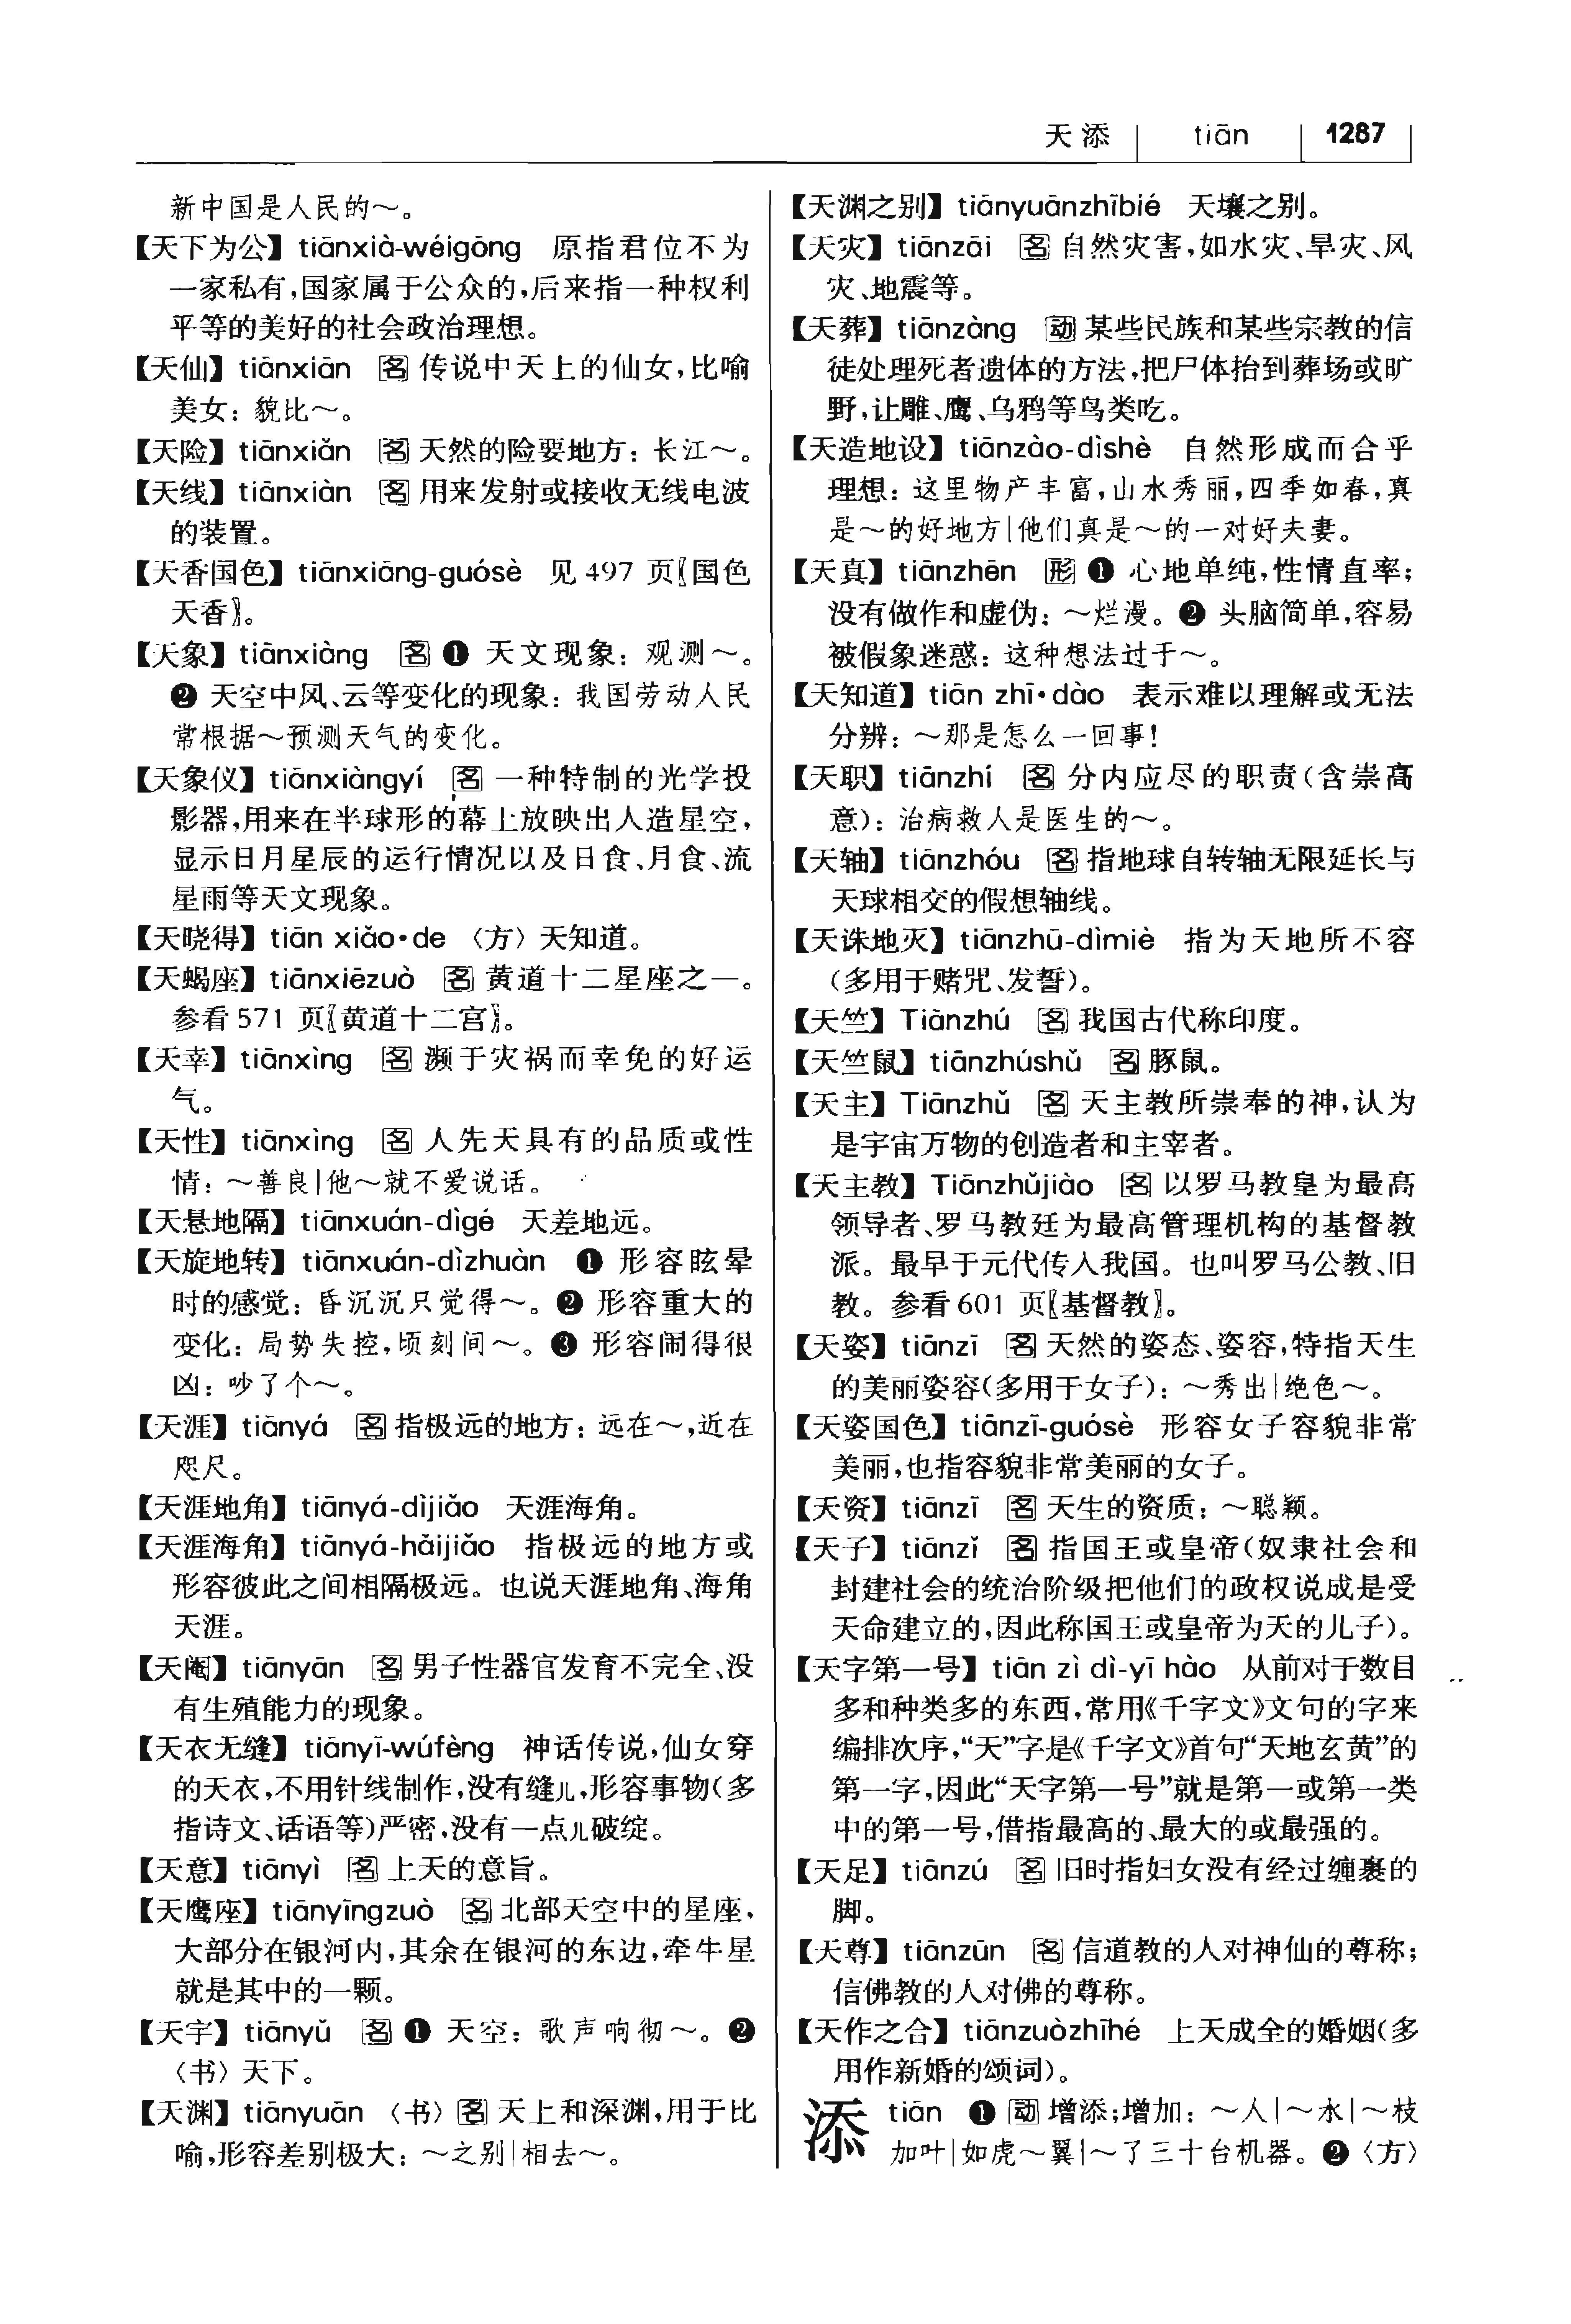 天 添 tiān 1287
新中国是人民的～。
【天下为公】 tiānxià-wéigōng 原指君位不为
一家私有,国家属于公众的,后来指一种权利
平等的美好的社会政治理想。
【天仙】 tiānxiān 名 传说中天上的仙女,比喻
美女: 貌比～。
【天险】 tiānxiǎn 名 天然的险要地方: 长江～。
【天线】 tiānxiàn 名 用来发射或接收无线电波
的装置。
【天香国色】 tiānxiāng-guósè 见 497 页〖国色
天香〗。
【天象】 tiānxiàng 名 ❶ 天文现象: 观测～。
❷ 天空中风、云等变化的现象: 我国劳动人民
常根据～预测天气的变化。
【天象仪】 tiānxiàngyí 名 一种特制的光学投
影器,用来在半球形的幕上放映出人造星空,
显示日月星辰的运行情况以及日食、月食、流
星雨等天文现象。
【天晓得】 tiān xiǎo•de 〈方〉 天知道。
【天蝎座】 tiānxiēzuò 名 黄道十二星座之一。
参看 571 页〖黄道十二宫〗。
【天幸】 tiānxìng 名 濒于灾祸而幸免的好运
气。
【天性】 tiānxìng 名 人先天具有的品质或性
情: ～善良|他～就不爱说话。
【天悬地隔】 tiānxuán-dìgé 天差地远。
【天旋地转】 tiānxuán-dìzhuàn ❶ 形容眩晕
时的感觉: 昏沉沉只觉得～。❷ 形容重大的
变化: 局势失控,顷刻间～。❸ 形容闹得很
凶: 吵了个～。
【天涯】 tiānyá 名 指极远的地方: 远在～,近在
咫尺。
【天涯地角】 tiānyá-dìjiǎo 天涯海角。
【天涯海角】 tiānyá-hǎijiǎo 指极远的地方或
形容彼此之间相隔极远。也说天涯地角、海角
天涯。
【天阉】 tiānyān 名 男子性器官发育不完全、没
有生殖能力的现象。
【天衣无缝】 tiānyī-wúfèng 神话传说,仙女穿
的天衣,不用针线制作,没有缝儿,形容事物(多
指诗文、话语等)严密,没有一点儿破绽。
【天意】 tiānyì 名 上天的意旨。
【天鹰座】 tiānyīngzuò 名 北部天空中的星座,
大部分在银河内,其余在银河的东边,牵牛星
就是其中的一颗。
【天宇】 tiānyǔ 名 ❶ 天空: 歌声响彻～。❷
〈书〉 天下。
【天渊】 tiānyuān 〈书〉 名 天上和深渊,用于比
喻,形容差别极大: ～之别|相去～。
【天渊之别】 tiānyuānzhībié 天壤之别。
【天灾】 tiānzāi 名 自然灾害,如水灾、旱灾、风
灾、地震等。
【天葬】 tiānzàng 动 某些民族和某些宗教的信
徒处理死者遗体的方法,把尸体抬到葬场或旷
野,让雕、鹰、乌鸦等鸟类吃。
【天造地设】 tiānzào-dìshè 自然形成而合乎
理想: 这里物产丰富,山水秀丽,四季如春,真
是～的好地方|他们真是～的一对好夫妻。
【天真】 tiānzhēn 形 ❶ 心地单纯,性情直率;
没有做作和虚伪: ～烂漫。❷ 头脑简单,容易
被假象迷惑: 这种想法过于～。
【天知道】 tiān zhī•dào 表示难以理解或无法
分辨: ～那是怎么一回事!
【天职】 tiānzhí 名 分内应尽的职责(含崇高
意): 治病救人是医生的～。
【天轴】 tiānzhóu 名 指地球自转轴无限延长与
天球相交的假想轴线。
【天诛地灭】 tiānzhū-dìmiè 指为天地所不容
(多用于赌咒、发誓)。
【天竺】 Tiānzhú 名 我国古代称印度。
【天竺鼠】 tiānzhúshǔ 名 豚鼠。
【天主】 Tiānzhǔ 名 天主教所崇奉的神,认为
是宇宙万物的创造者和主宰者。
【天主教】 Tiānzhǔjiào 名 以罗马教皇为最高
领导者、罗马教廷为最高管理机构的基督教
派。最早于元代传入我国。也叫罗马公教、旧
教。参看 601 页〖基督教〗。
【天姿】 tiānzī 名 天然的姿态、姿容,特指天生
的美丽姿容(多用于女子): ～秀出|绝色～。
【天姿国色】 tiānzī-guósè 形容女子容貌非常
美丽,也指容貌非常美丽的女子。
【天资】 tiānzī 名 天生的资质: ～聪颖。
【天子】 tiānzǐ 名 指国王或皇帝(奴隶社会和
封建社会的统治阶级把他们的政权说成是受
天命建立的,因此称国王或皇帝为天的儿子)。
【天字第一号】 tiān zì dì-yī hào 从前对于数目
多和种类多的东西,常用《千字文》文句的字来
编排次序,“天”字是《千字文》首句“天地玄黄”的
第一字,因此“天字第一号”就是第一或第一类
中的第一号,借指最高的、最大的或最强的。
【天足】 tiānzú 名 旧时指妇女没有经过缠裹的
脚。
【天尊】 tiānzūn 名 信道教的人对神仙的尊称;
信佛教的人对佛的尊称。
【天作之合】 tiānzuòzhīhé 上天成全的婚姻(多
用作新婚的颂词)。
添 tiān ❶ 动 增添;增加: ～人|～水|～枝
加叶|如虎～翼|～了三十台机器。❷ 〈方〉